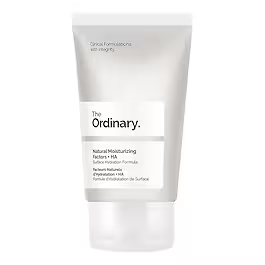 Clinical Formulations
with Integrity.
The
Ordinary.
Natural Moisturizing
Factors + HA
Surface Hydration Formula
Facteurs Naturels
d'Hydratation + HA
Formule d'Hydratation de Surface